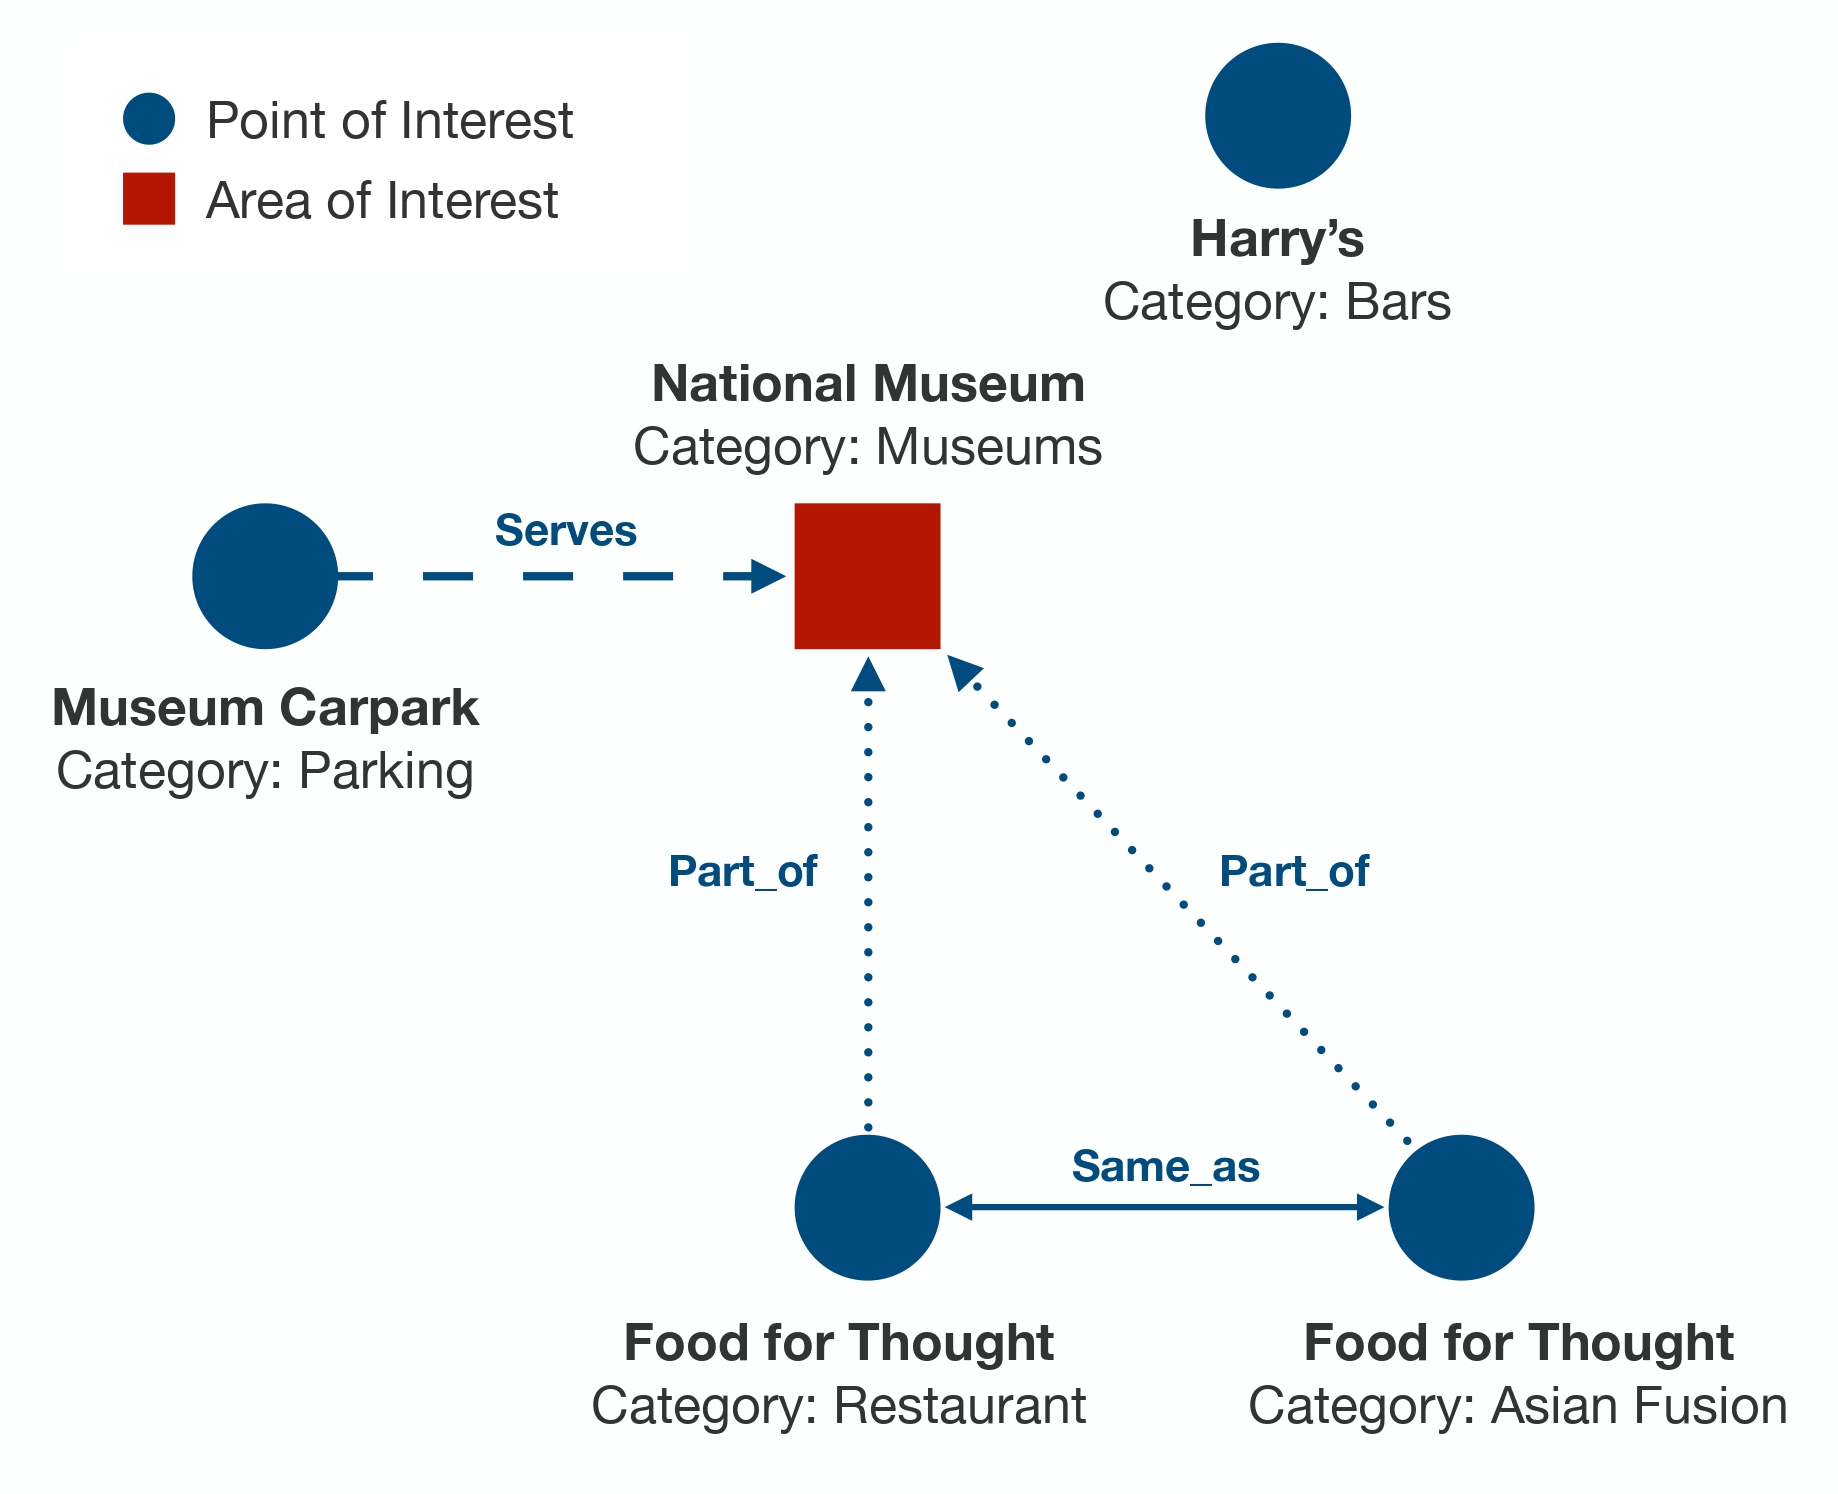 Point of Interest
Area of Interest
Harry’s
Category: Bars
National Museum
Category: Museums
Serves
Museum Carpark
Category: Parking
Part_of
Part_of
Same_as
Food for Thought
Category: Restaurant
Food for Thought
Category: Asian Fusion